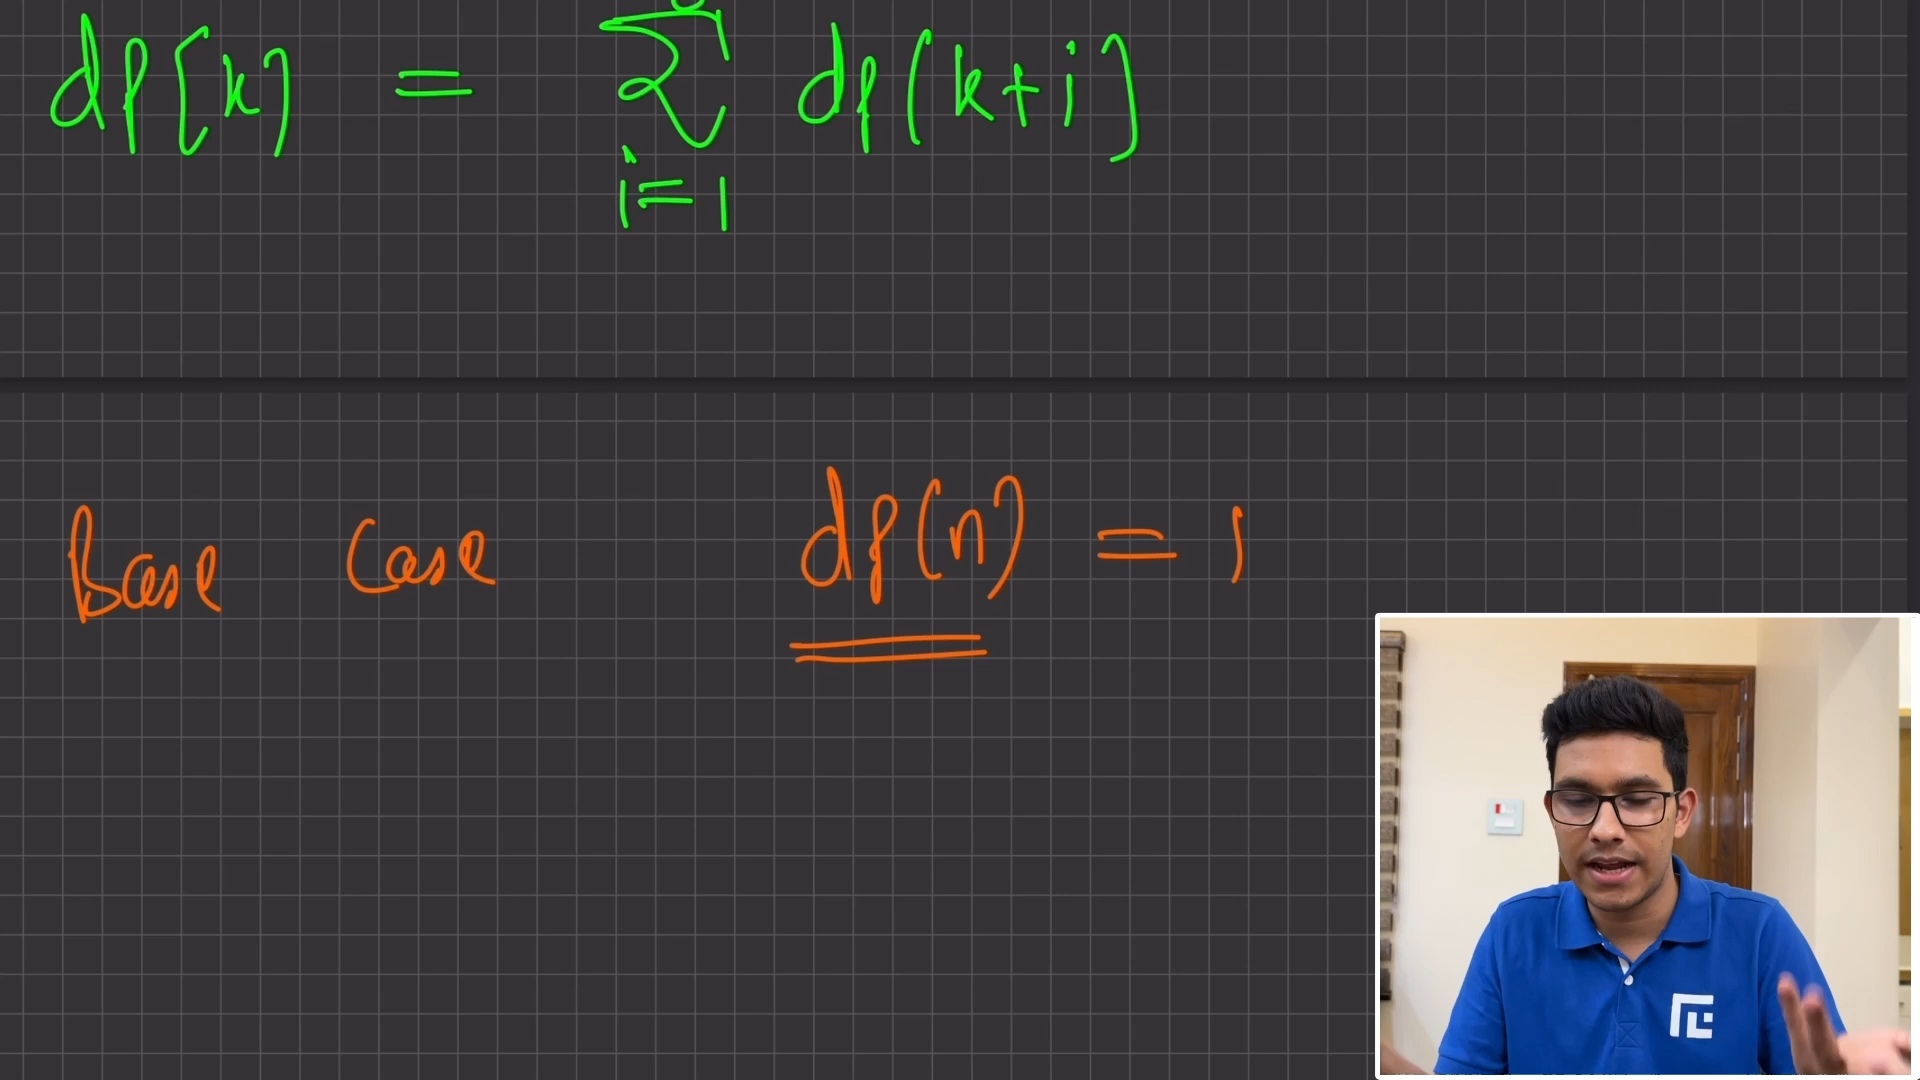 dp[k] = ∑ dp[k+i]
i=1
Base Case dp(n) = 1